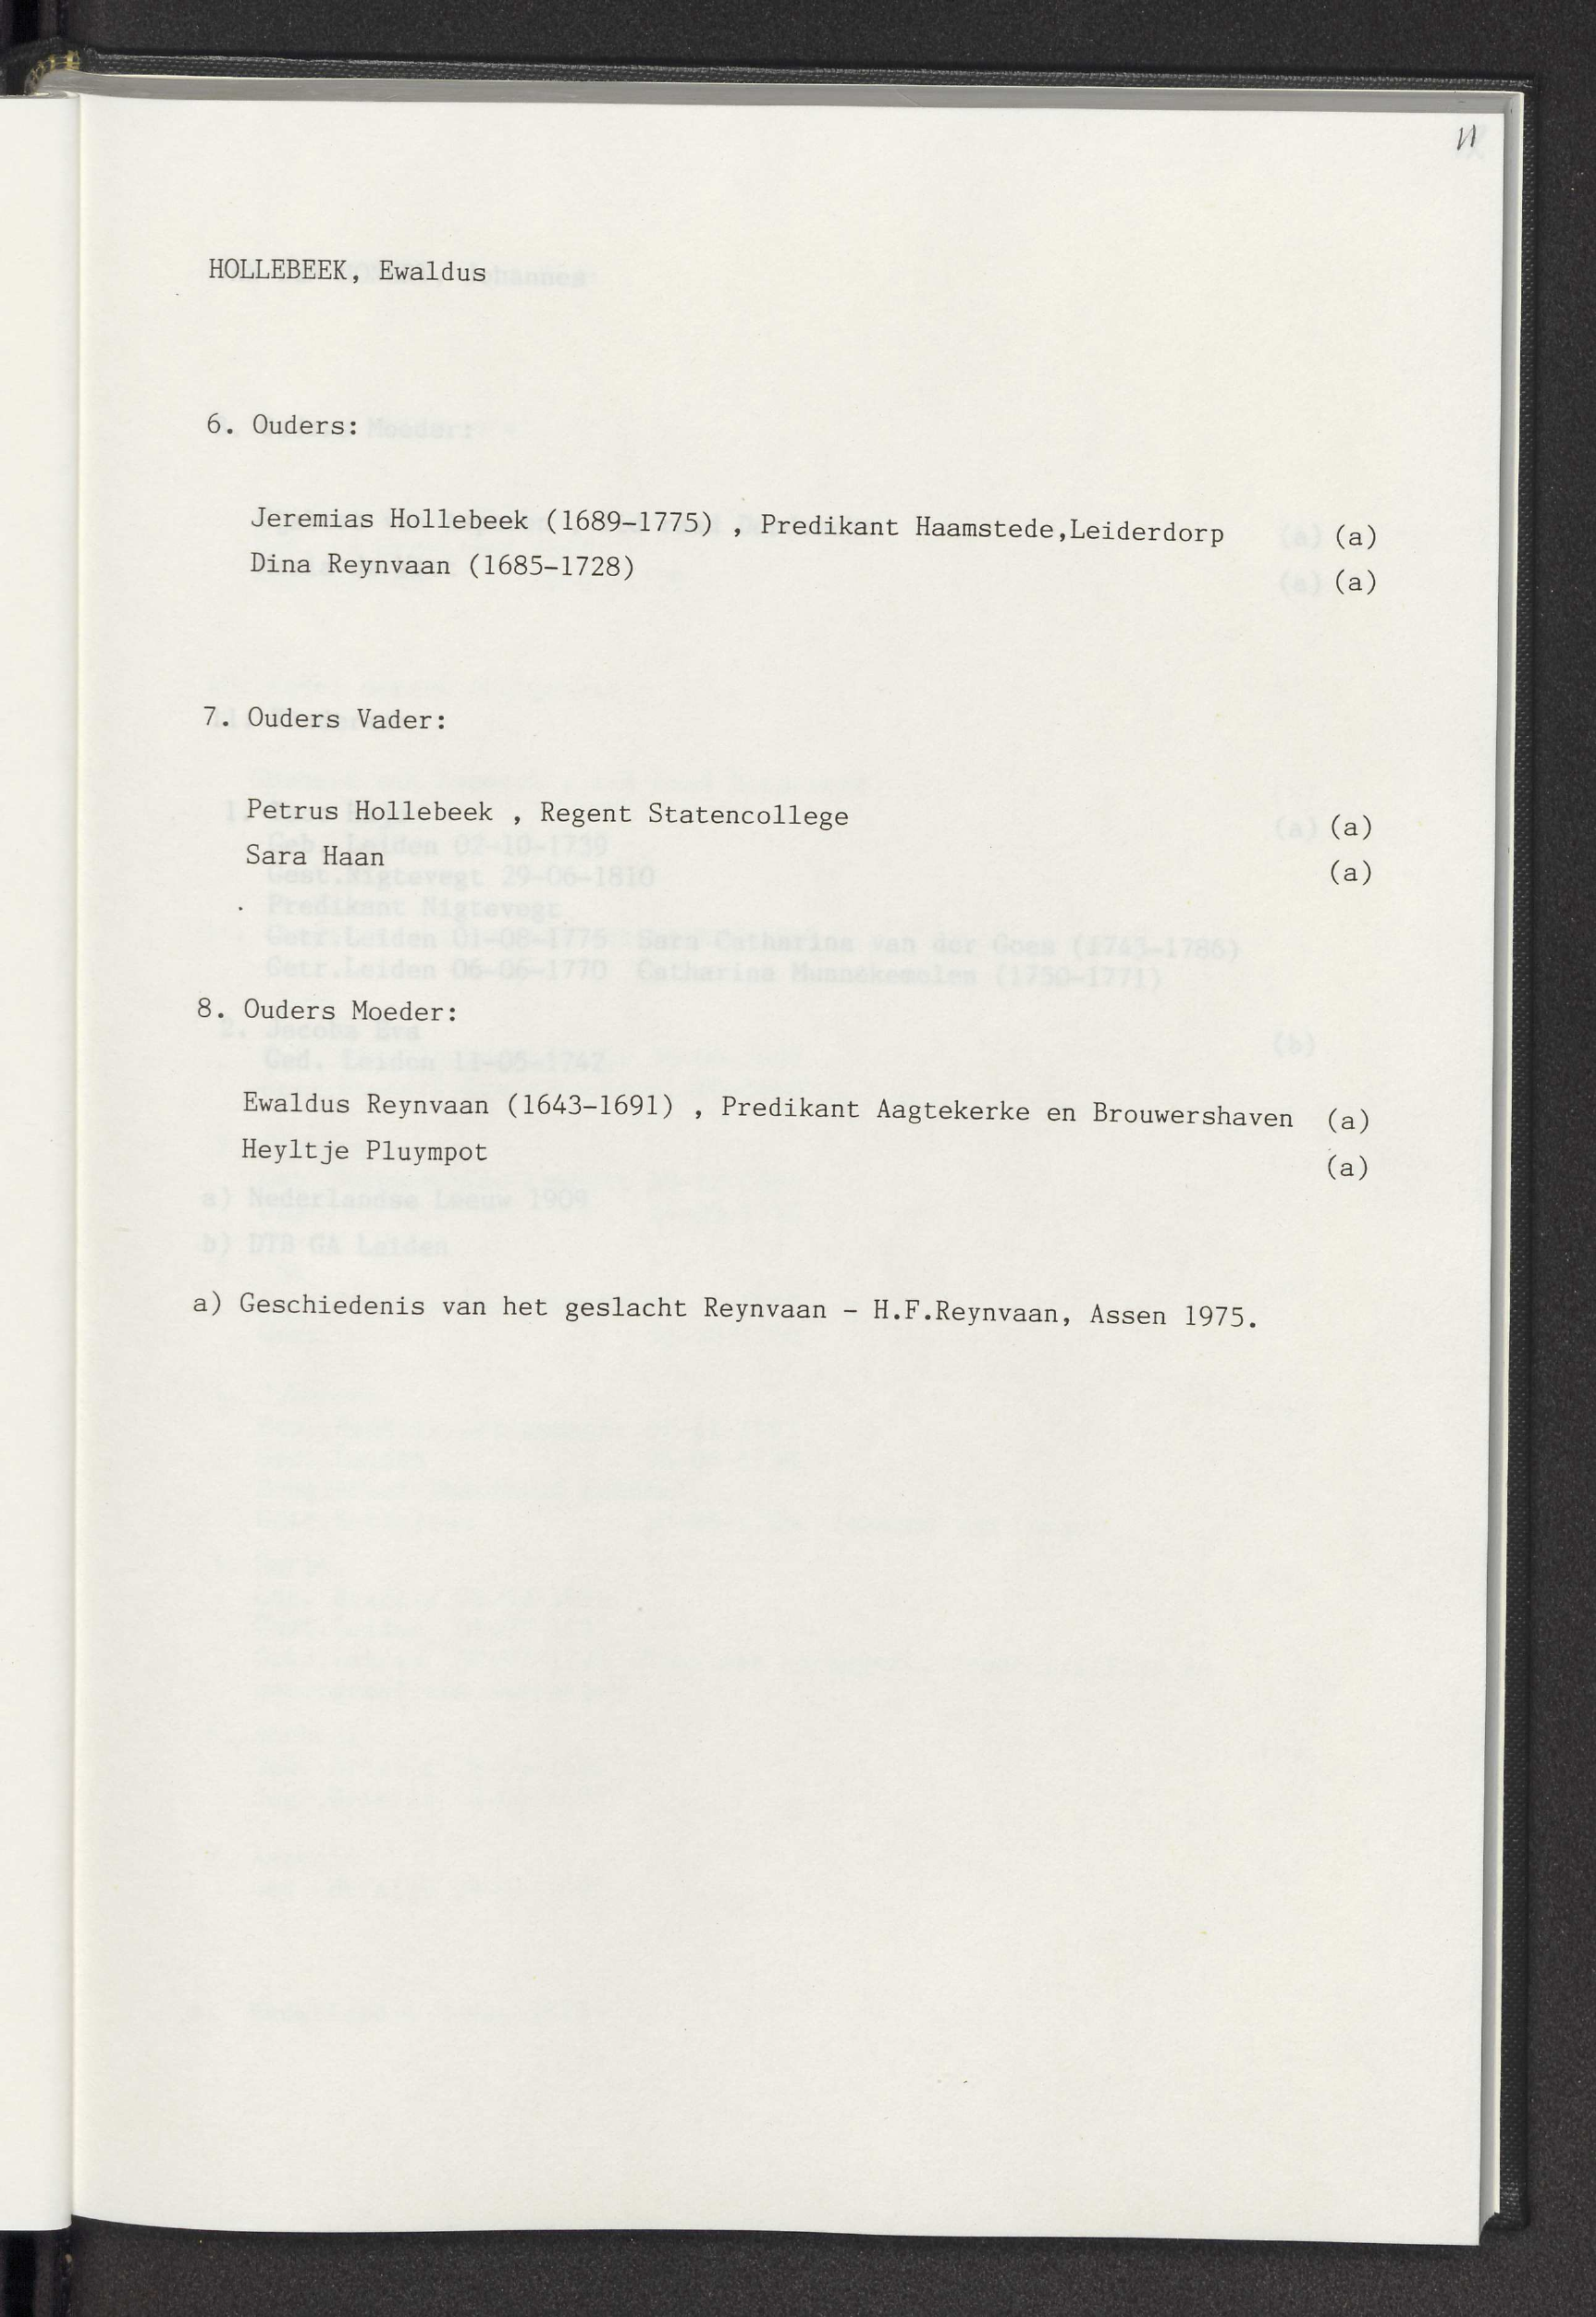 HOLLEBEEK, Ewaldus
6. Ouders:
Jeremias Hollebeek (1689-1775) , Predikant Haamstede,Leiderdorp (a)
Dina Reynvaan (1685-1728) (a)
7. Ouders Vader:
Petrus Hollebeek , Regent Statencollege (a)
Sara Haan (a)
8. Ouders Moeder:
Ewaldus Reynvaan (1643-1691) , Predikant Aagtekerke en Brouwershaven (a)
Heyltje Pluympot (a)
a) Geschiedenis van het geslacht Reynvaan - H.F.Reynvaan, Assen 1975.